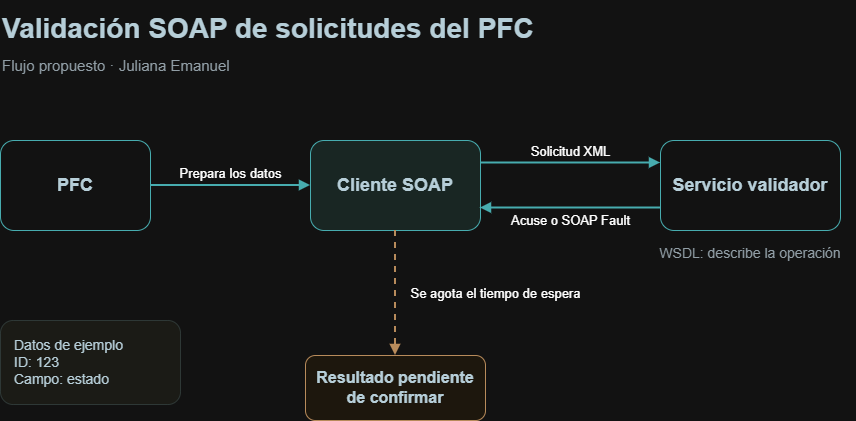 Validación SOAP de solicitudes del PFC
Flujo propuesto · Juliana Emanuel
PFC
Prepara los datos
Cliente SOAP
Solicitud XML
Acuse o SOAP Fault
Servicio validador
WSDL: describe la operación
Se agota el tiempo de espera
Datos de ejemplo
ID: 123
Campo: estado
Resultado pendiente
de confirmar